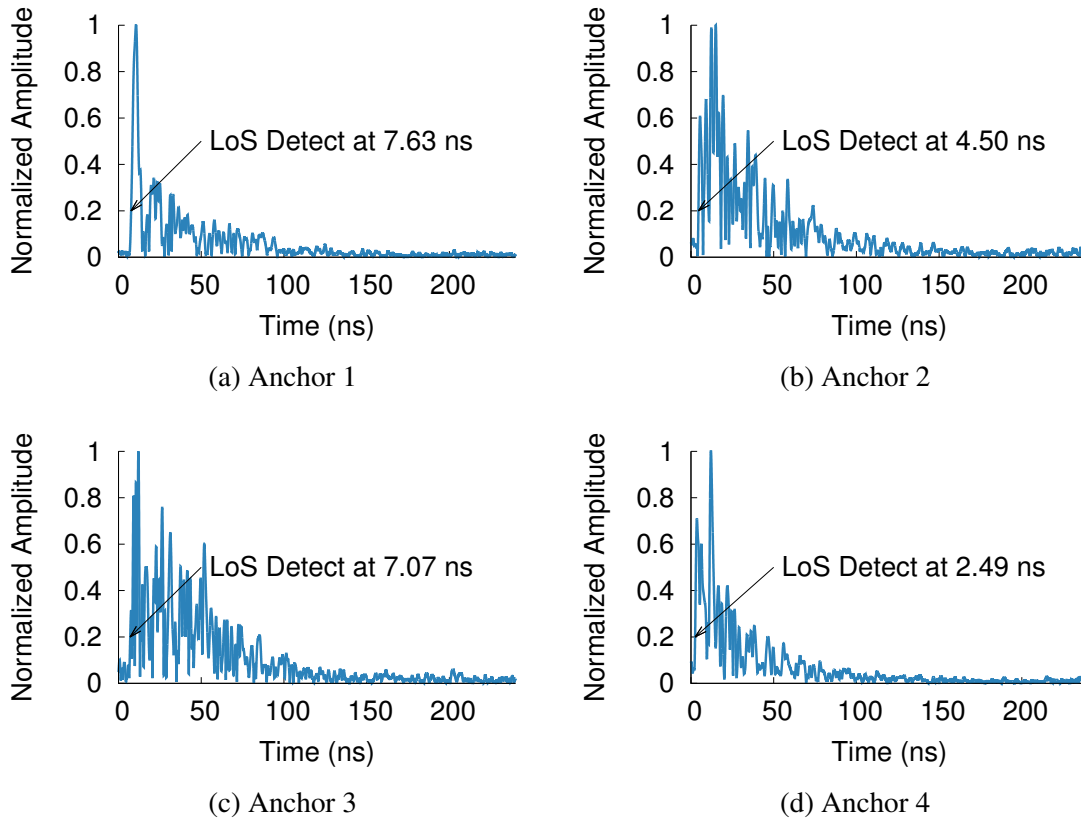 Normalized Amplitude
1
0.8
0.6
0.4
0.2
0
LoS Detect at 7.63 ns
0 50 100 150 200
Time (ns)
(a) Anchor 1
Normalized Amplitude
1
0.8
0.6
0.4
0.2
0
LoS Detect at 4.50 ns
0 50 100 150 200
Time (ns)
(b) Anchor 2
Normalized Amplitude
1
0.8
0.6
0.4
0.2
0
LoS Detect at 7.07 ns
0 50 100 150 200
Time (ns)
(c) Anchor 3
Normalized Amplitude
1
0.8
0.6
0.4
0.2
0
LoS Detect at 2.49 ns
0 50 100 150 200
Time (ns)
(d) Anchor 4